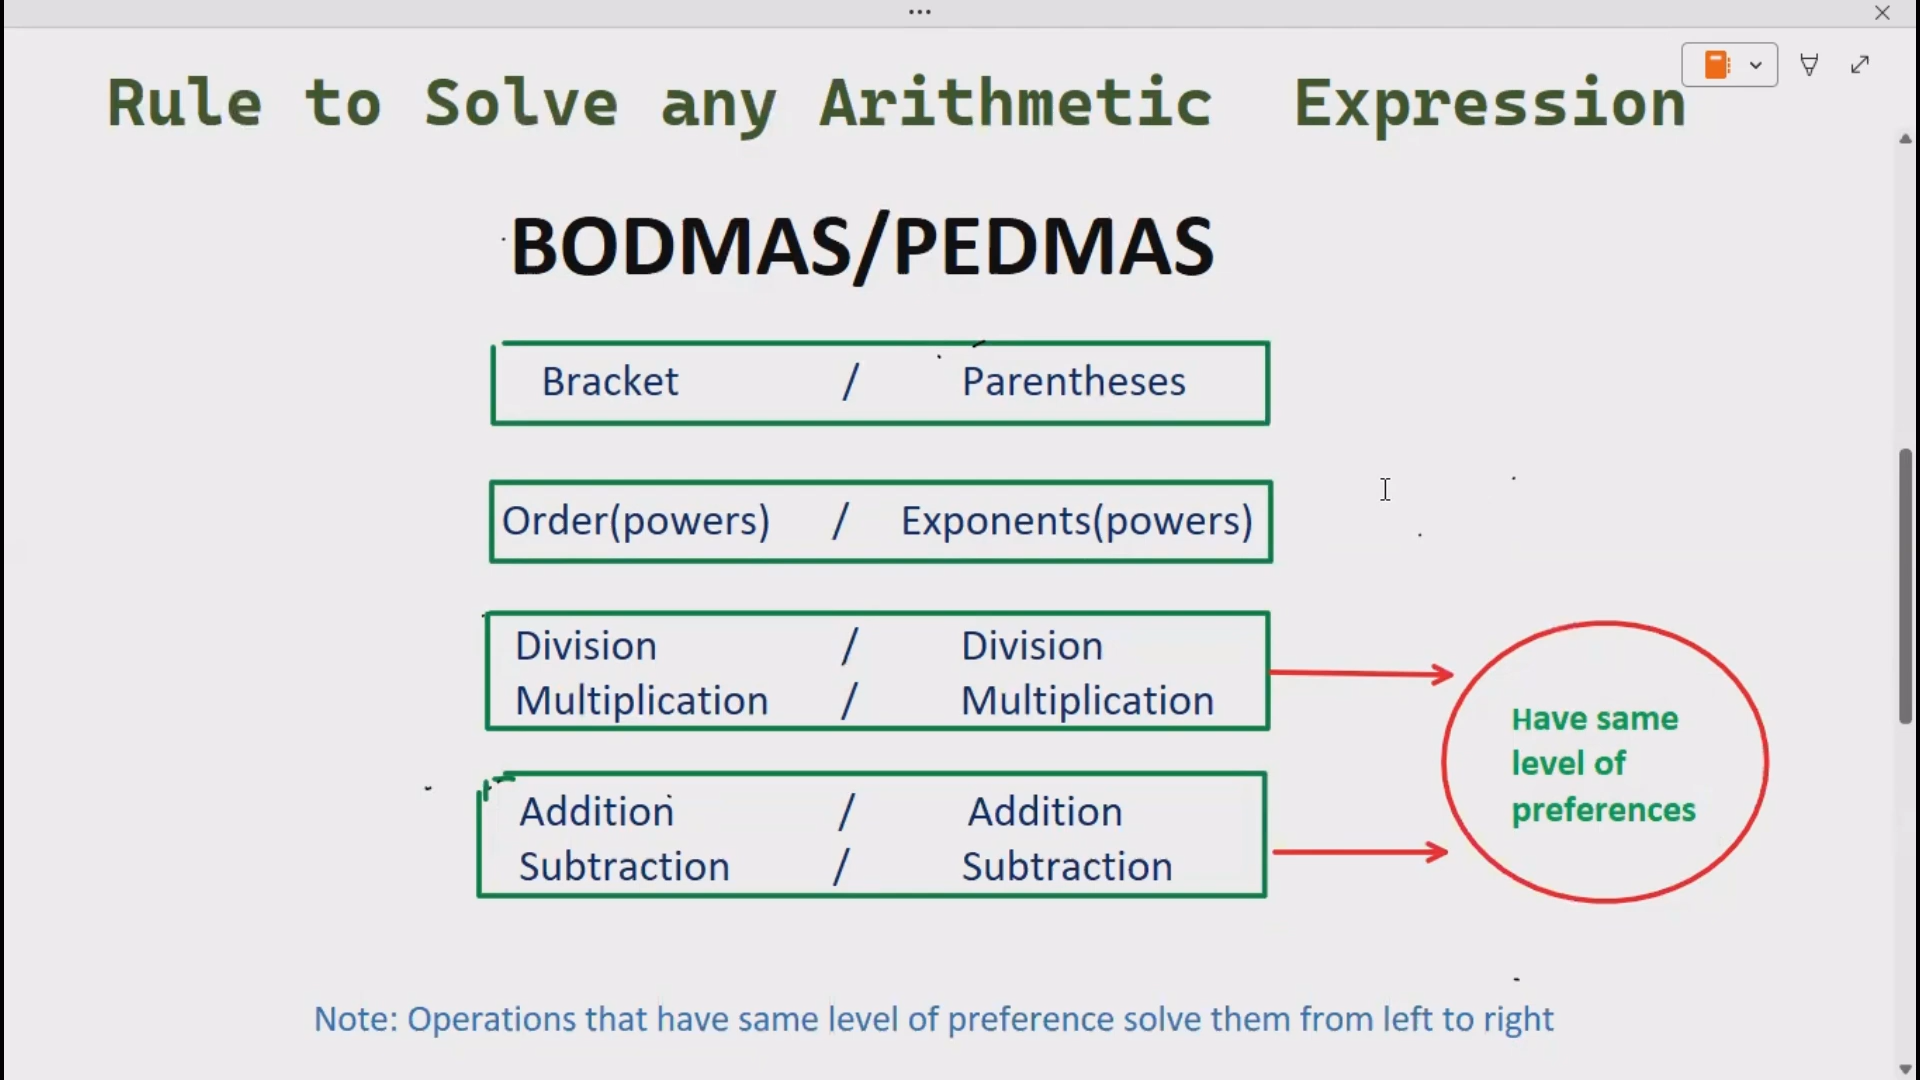 Rule to Solve any Arithmetic Expression
BODMAS/PEDMAS
Bracket / Parentheses
Order(powers) / Exponents(powers)
Division / Division
Multiplication / Multiplication
Addition / Addition
Subtraction / Subtraction
Have same
level of
preferences
Note: Operations that have same level of preference solve them from left to right